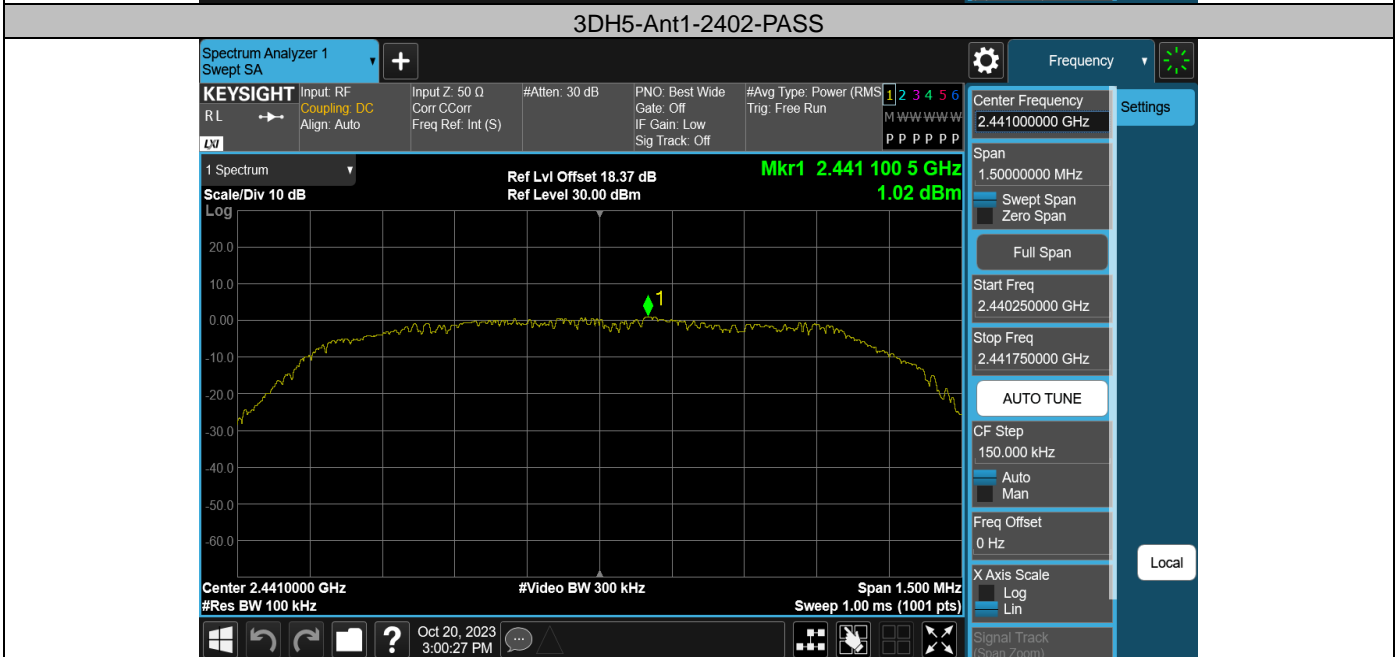 3DH5-Ant1-2402-PASS
Spectrum Analyzer 1
Swept SA
Frequency
KEYSIGHT
RL
LXI
Input: RF
Coupling: DC
Align: Auto
Input Z: 50 Ω
Corr CCorr
Freq Ref: Int (S)
#Atten: 30 dB
PNO: Best Wide
Gate: Off
IF Gain: Low
Sig Track: Off
#Avg Type: Power (RMS
Trig: Free Run
1 2 3 4 5 6
M W W W W W
P P P P P P
1 Spectrum
Scale/Div 10 dB
Log
Ref Lvl Offset 18.37 dB
Ref Level 30.00 dBm
Mkr1 2.441 100 5 GHz
1.02 dBm
1
20.0
10.0
0.00
-10.0
-20.0
-30.0
-40.0
-50.0
-60.0
Center 2.4410000 GHz
#Res BW 100 kHz
#Video BW 300 kHz
Span 1.500 MHz
Sweep 1.00 ms (1001 pts)
Center Frequency
2.441000000 GHz
Settings
Span
1.50000000 MHz
Swept Span
Zero Span
Full Span
Start Freq
2.440250000 GHz
Stop Freq
2.441750000 GHz
AUTO TUNE
CF Step
150.000 kHz
Auto
Man
Freq Offset
0 Hz
X Axis Scale
Log
Lin
Signal Track
(Span Zoom)
Local
?
Oct 20, 2023
3:00:27 PM